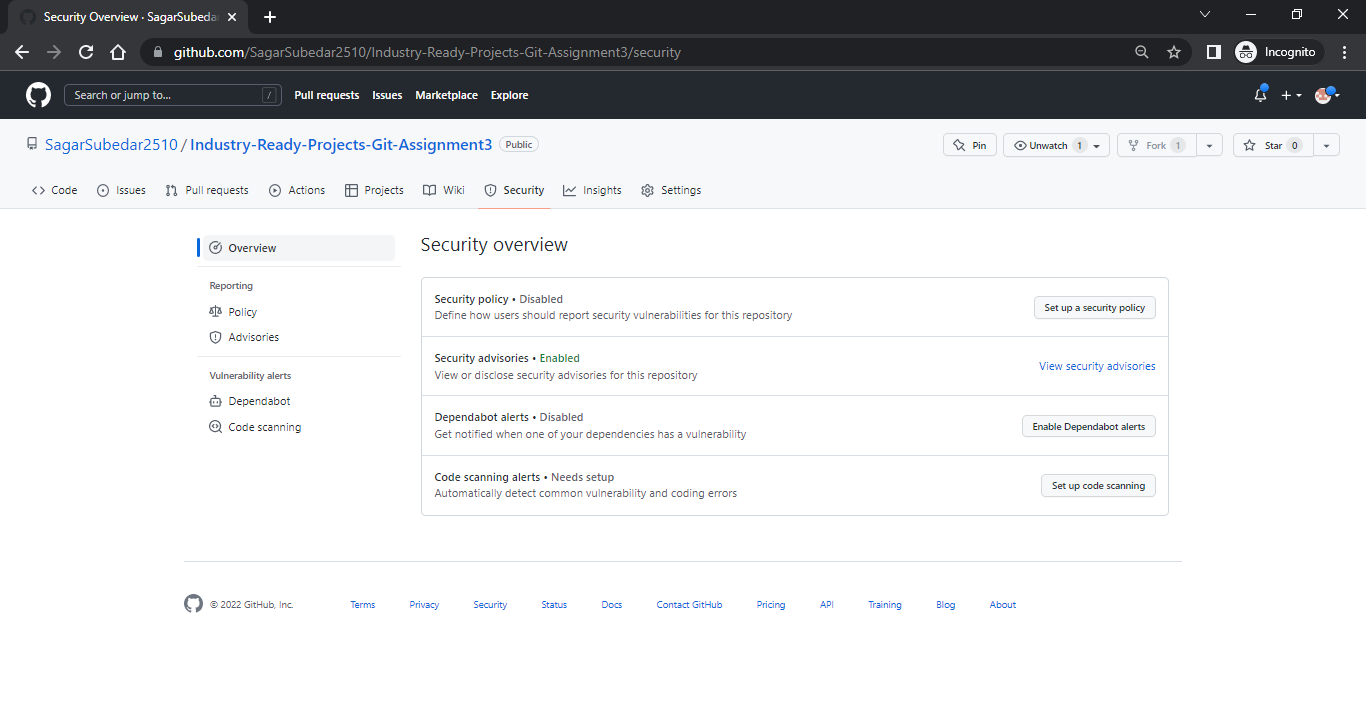 Security Overview · SagarSubeda
github.com/SagarSubedar2510/Industry-Ready-Projects-Git-Assignment3/security
Incognito
Search or jump to...
/
Pull requests
Issues
Marketplace
Explore
SagarSubedar2510 / Industry-Ready-Projects-Git-Assignment3
Public
Pin
Unwatch 1
Fork 1
Star 0
Code
Issues
Pull requests
Actions
Projects
Wiki
Security
Insights
Settings
Overview
Reporting
Policy
Advisories
Vulnerability alerts
Dependabot
Code scanning
Security overview
Security policy • Disabled
Define how users should report security vulnerabilities for this repository
Set up a security policy
Security advisories • Enabled
View or disclose security advisories for this repository
View security advisories
Dependabot alerts • Disabled
Get notified when one of your dependencies has a vulnerability
Enable Dependabot alerts
Code scanning alerts • Needs setup
Automatically detect common vulnerability and coding errors
Set up code scanning
© 2022 GitHub, Inc.
Terms
Privacy
Security
Status
Docs
Contact GitHub
Pricing
API
Training
Blog
About